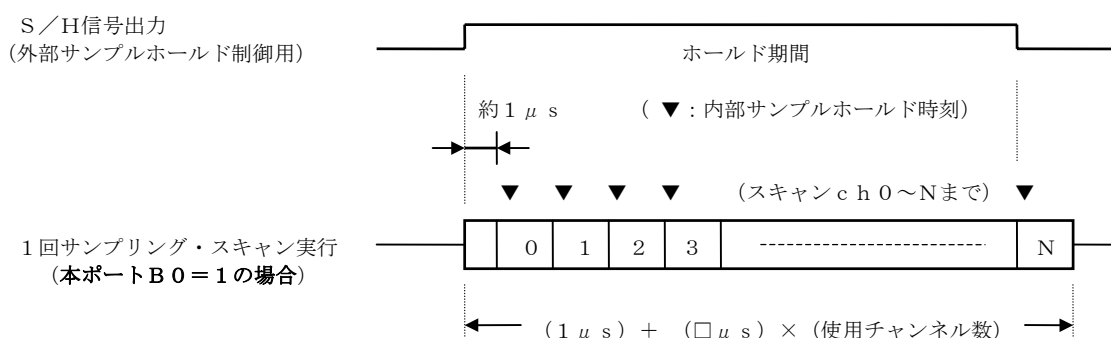 S／H信号出力
(外部サンプルホールド制御用)
ホールド期間
約1μs
(▼:内部サンプルホールド時刻)
(スキャンch0～Nまで)
1回サンプリング・スキャン実行
(本ポートB0＝1の場合)
0 1 2 3 N
(1μs)＋ (□μs)×(使用チャンネル数)